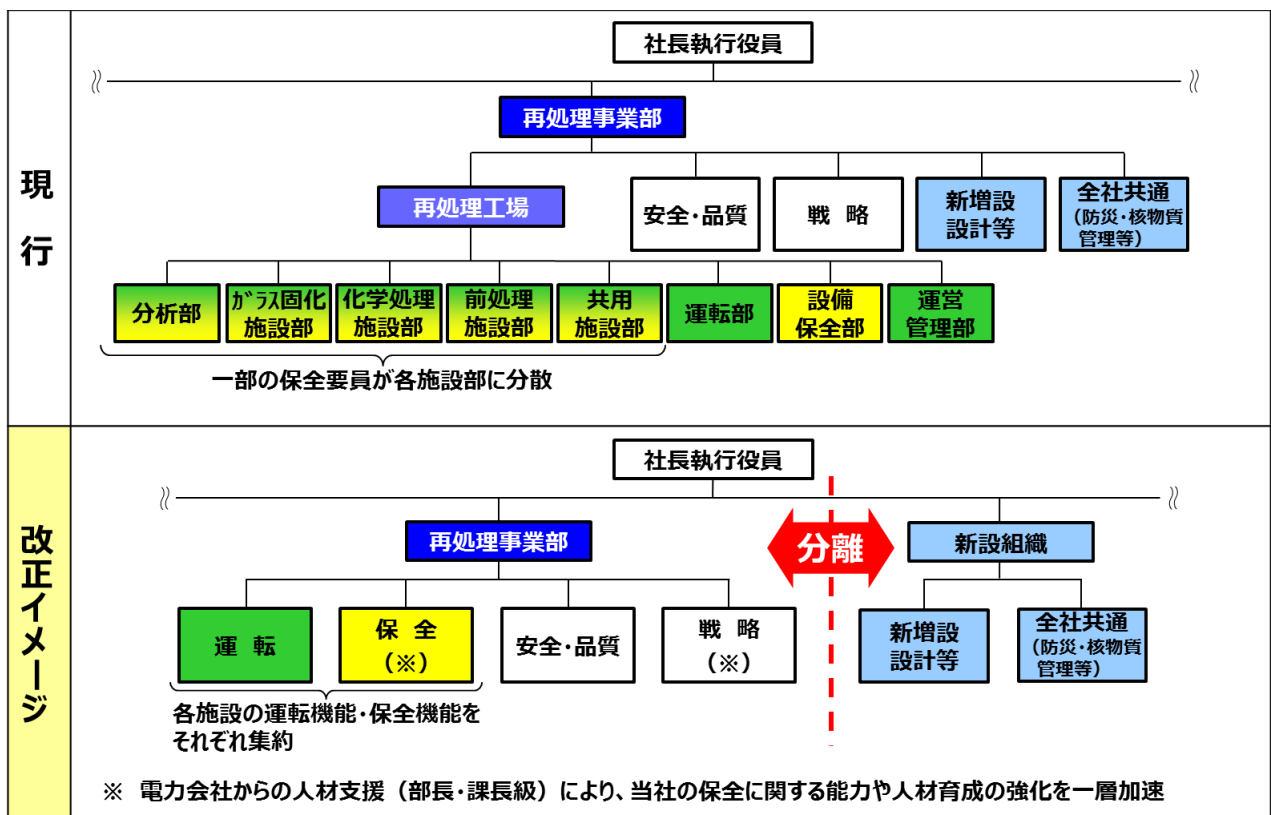 現行
社長執行役員
再処理事業部
再処理工場
安全・品質
戦 略
新増設
設計等
全社共通
(防災・核物質
管理等)
分析部
ガラス固化
施設部
化学処理
施設部
前処理
施設部
共用
施設部
運転部
設備
保全部
運営
管理部
一部の保全要員が各施設部に分散
改正イメージ
社長執行役員
再処理事業部
分離
新設組織
運 転
保 全
(※)
安全・品質
戦 略
(※)
新増設
設計等
全社共通
(防災・核物質
管理等)
各施設の運転機能・保全機能を
それぞれ集約
※ 電力会社からの人材支援(部長・課長級)により、当社の保全に関する能力や人材育成の強化を一層加速